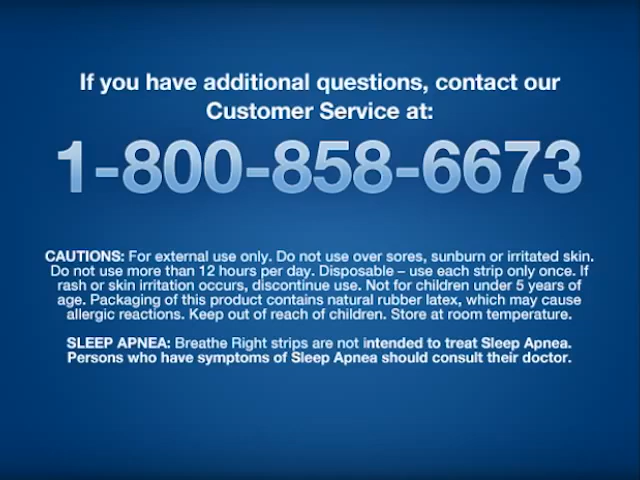 If you have additional questions, contact our
Customer Service at:
1-800-858-6673
CAUTIONS: For external use only. Do not use over sores, sunburn or irritated skin.
Do not use more than 12 hours per day. Disposable – use each strip only once. If
rash or skin irritation occurs, discontinue use. Not for children under 5 years of
age. Packaging of this product contains natural rubber latex, which may cause
allergic reactions. Keep out of reach of children. Store at room temperature.
SLEEP APNEA: Breathe Right strips are not intended to treat Sleep Apnea.
Persons who have symptoms of Sleep Apnea should consult their doctor.